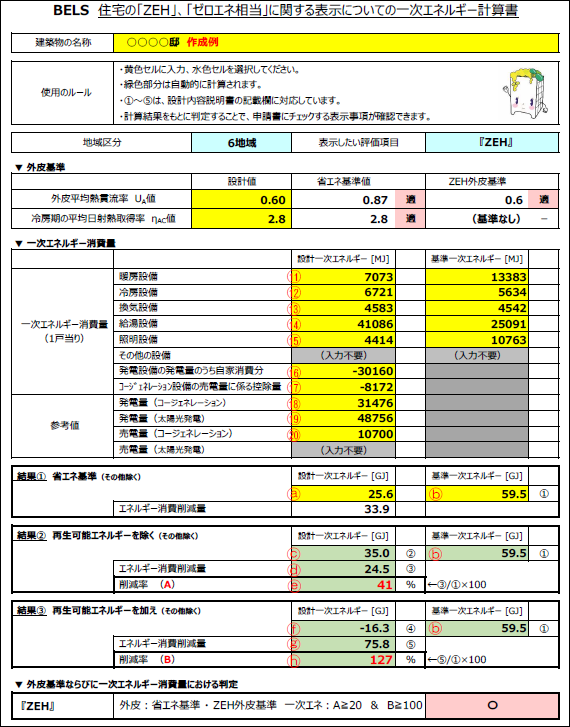 BELS 住宅の「ZEH」、「ゼロエネ相当」に関する表示についての一次エネルギー計算書
建築物の名称 ○○○○邸 作成例
使用のルール
・黄色セルに入力、水色セルを選択してください。
・緑色部分は自動的に計算されます。
・①～⑤は、設計内容説明書の記載欄に対応しています。
・計算結果をもとに判定することで、申請書にチェックする表示事項が確認できます。
地域区分 6地域 表示したい評価項目 『ZEH』
▼ 外皮基準
設計値 省エネ基準値 ZEH外皮基準
外皮平均熱貫流率 UA値 0.60 0.87 適 0.6 適
冷房期の平均日射熱取得率 ηAC値 2.8 2.8 適 (基準なし) －
▼ 一次エネルギー消費量
設計一次エネルギー [MJ] 基準一次エネルギー [MJ]
一次エネルギー消費量
(1戸当り)
暖房設備 ⑪ 7073 13383
冷房設備 ⑫ 6721 5634
換気設備 ⑬ 4583 4542
給湯設備 ⑭ 41086 25091
照明設備 ⑮ 4414 10763
その他の設備 (入力不要) (入力不要)
発電設備の発電量のうち自家消費分 ⑯ -30160
コージェネレーション設備の売電量に係る控除量 ⑰ -8172
参考値
発電量 (コージェネレーション) ⑱ 31476
発電量 (太陽光発電) ⑲ 48756
売電量 (コージェネレーション) ⑳ 10700
売電量 (太陽光発電) (入力不要)
結果① 省エネ基準 (その他除く) 設計一次エネルギー [GJ] 基準一次エネルギー [GJ]
ⓐ 25.6 ⓑ 59.5 ①
エネルギー消費削減量 33.9
結果② 再生可能エネルギーを除く (その他除く) 設計一次エネルギー [GJ] 基準一次エネルギー [GJ]
ⓒ 35.0 ② ⓑ 59.5 ①
エネルギー消費削減量 ⓓ 24.5 ③
削減率 (A) ⓔ 41 % ←③/①×100
結果③ 再生可能エネルギーを加え (その他除く) 設計一次エネルギー [GJ] 基準一次エネルギー [GJ]
ⓕ -16.3 ④ ⓑ 59.5 ①
エネルギー消費削減量 ⓖ 75.8 ⑤
削減率 (B) ⓗ 127 % ←⑤/①×100
▼ 外皮基準ならびに一次エネルギー消費量における判定
『ZEH』 外皮：省エネ基準・ZEH外皮基準 一次エネ：A≧20 ＆ B≧100 ○